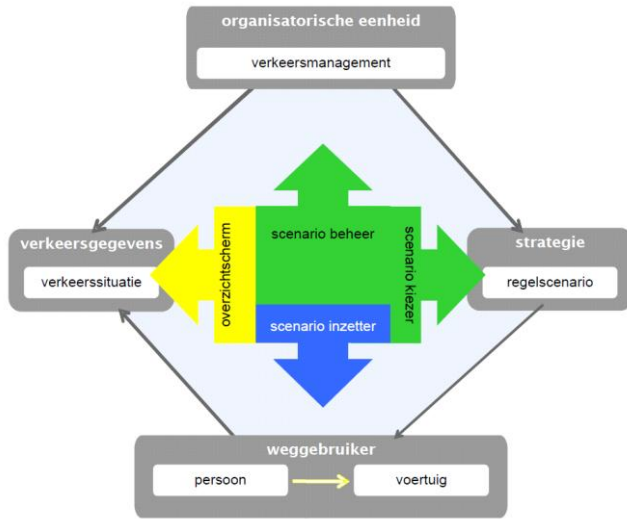 organisatorische eenheid
verkeersmanagement
verkeersgegevens
verkeerssituatie
overzichtscherm
scenario beheer
scenario kiezer
scenario inzetter
strategie
regelscenario
weggebruiker
persoon
voertuig